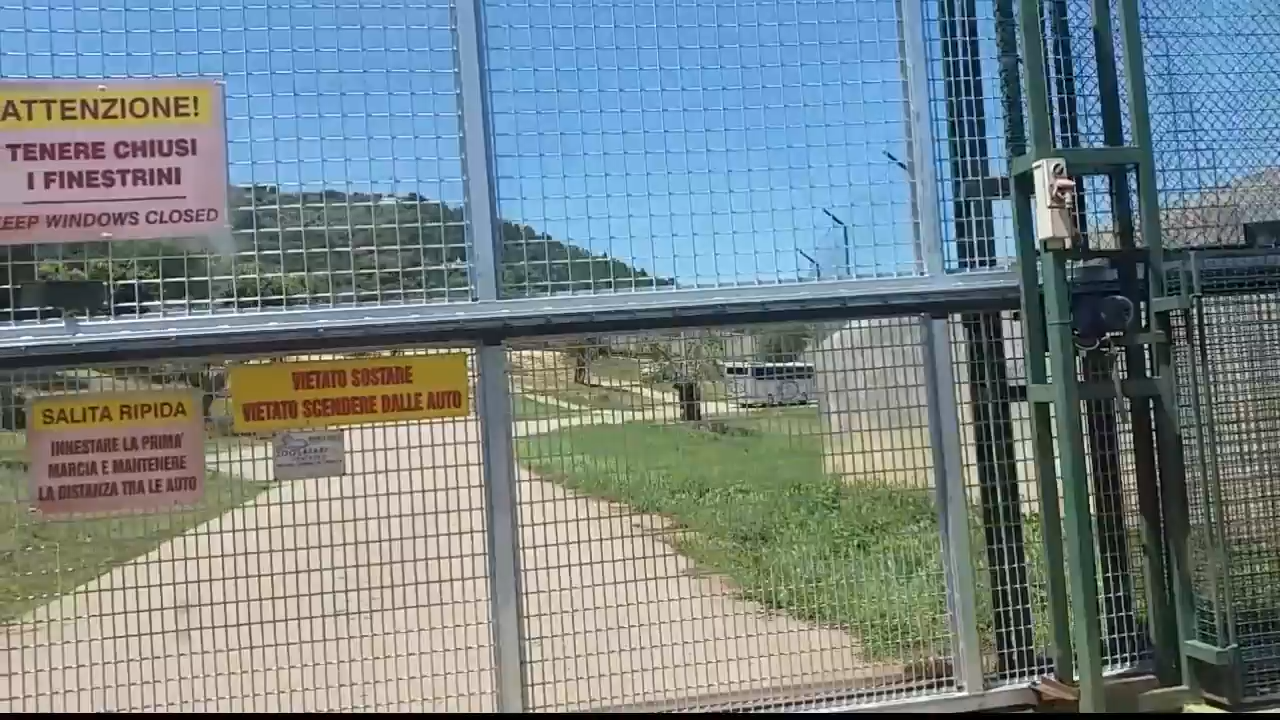 ATTENZIONE!
TENERE CHIUSI
I FINESTRINI
KEEP WINDOWS CLOSED
VIETATO SOSTARE
VIETATO SCENDERE DALLE AUTO
SALITA RIPIDA
INNESTARE LA PRIMA'
MARCIA E MANTENERE
LA DISTANZA TRA LE AUTO
ZOOSAFARI